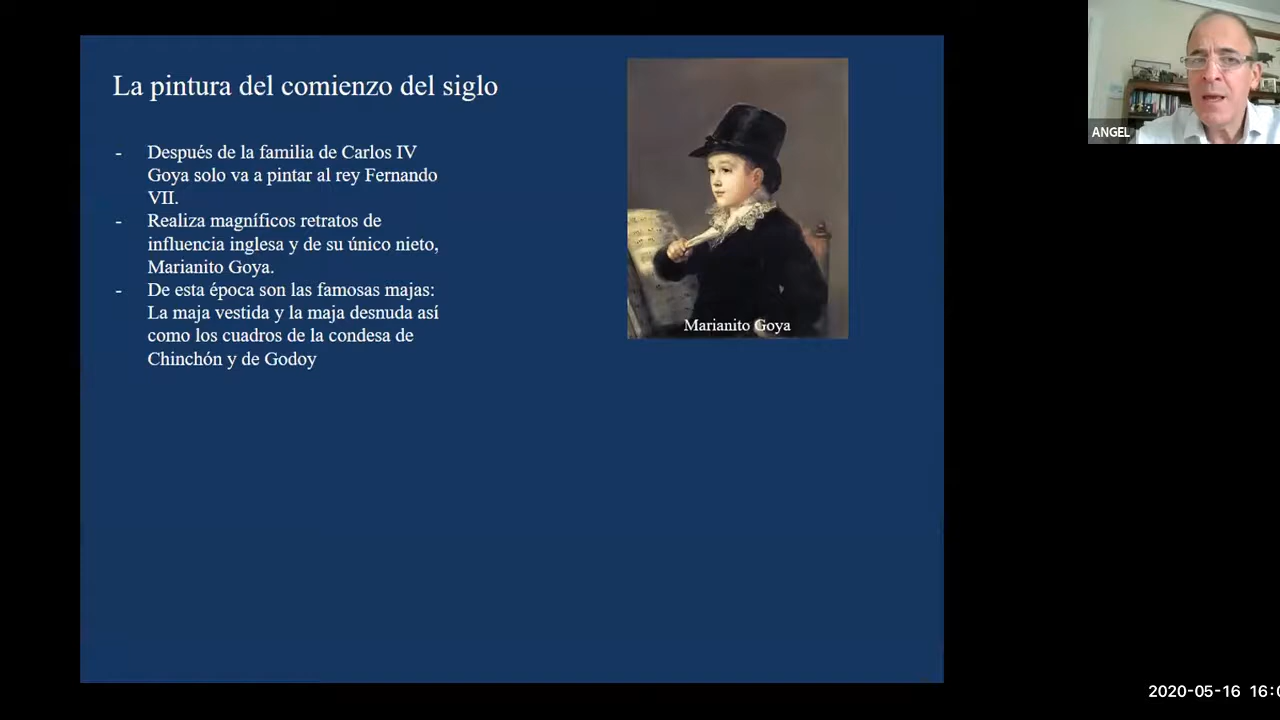 La pintura del comienzo del siglo
- Después de la familia de Carlos IV
Goya solo va a pintar al rey Fernando
VII.
- Realiza magníficos retratos de
influencia inglesa y de su único nieto,
Marianito Goya.
- De esta época son las famosas majas:
La maja vestida y la maja desnuda así
como los cuadros de la condesa de
Chinchón y de Godoy
Marianito Goya
ANGEL
2020-05-16 16:0